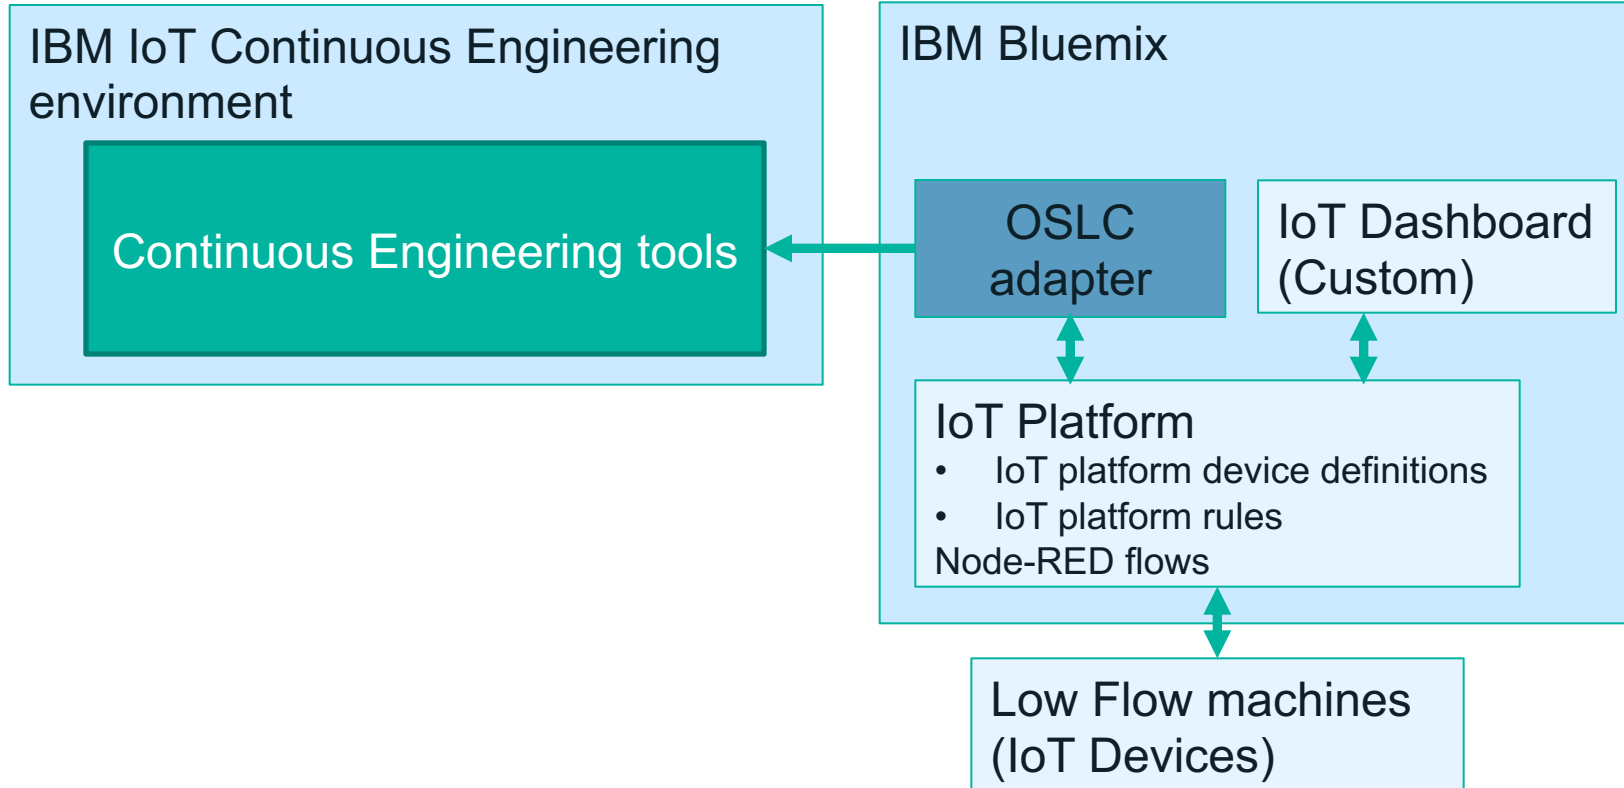 IBM IoT Continuous Engineering
environment
Continuous Engineering tools
IBM Bluemix
OSLC
adapter
IoT Dashboard
(Custom)
IoT Platform
• IoT platform device definitions
• IoT platform rules
Node-RED flows
Low Flow machines
(IoT Devices)